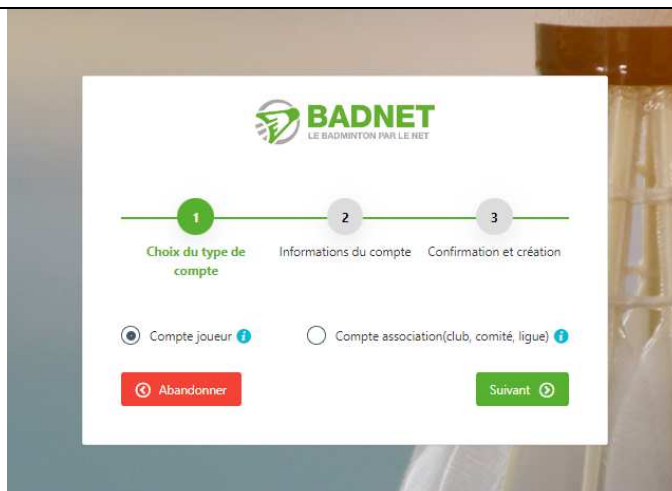 BADNET
LE BADMINTON PAR LE NET
1
2
3
Choix du type de
compte
Informations du compte
Confirmation et création
Compte joueur i
Compte association(club, comité, ligue) i
Abandonner
Suivant